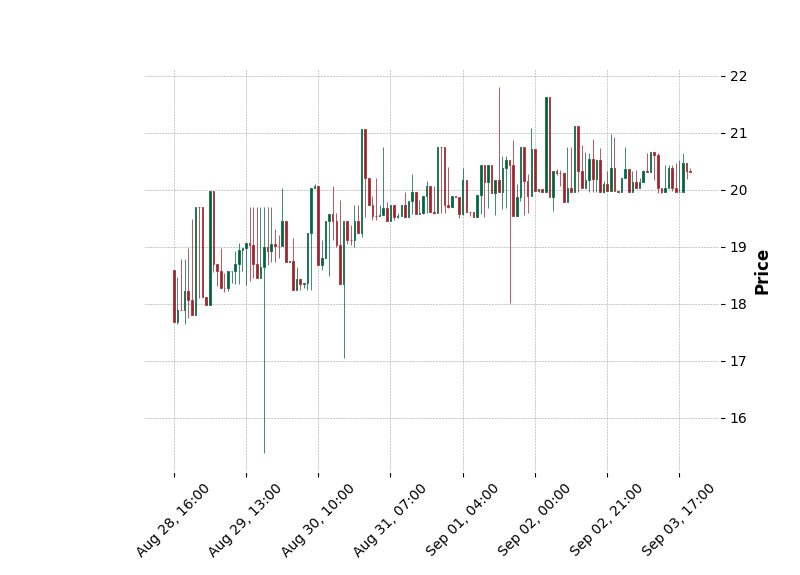 22
21
20
19
18
17
16
Price
Aug 28, 16:00
Aug 29, 13:00
Aug 30, 10:00
Aug 31, 07:00
Sep 01, 04:00
Sep 02, 00:00
Sep 02, 21:00
Sep 03, 17:00